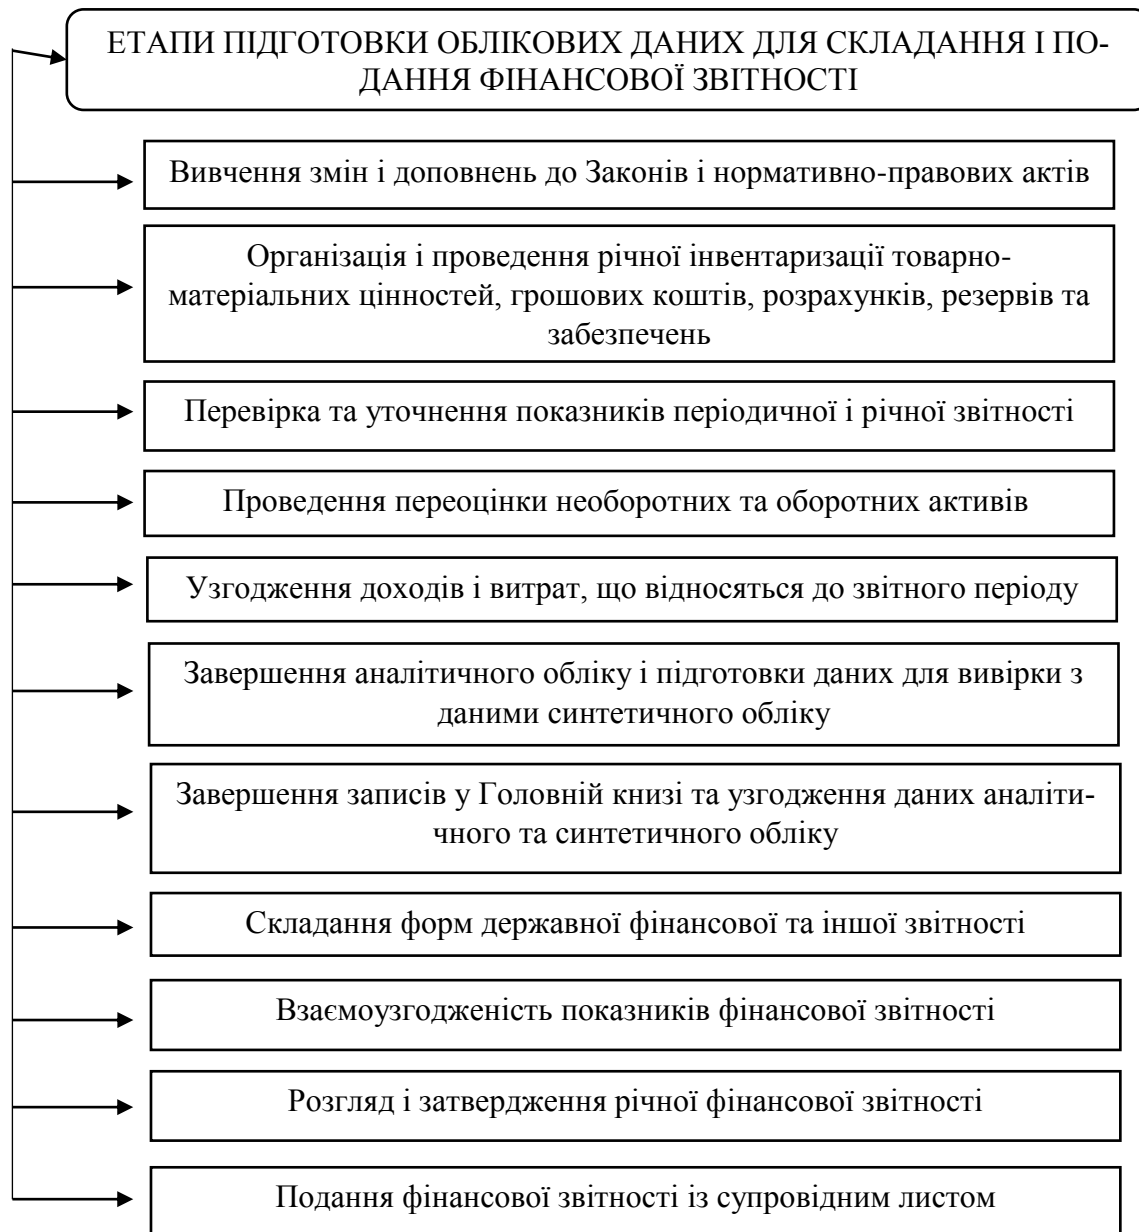 ЕТАПИ ПІДГОТОВКИ ОБЛІКОВИХ ДАНИХ ДЛЯ СКЛАДАННЯ І ПО-
ДАННЯ ФІНАНСОВОЇ ЗВІТНОСТІ
Вивчення змін і доповнень до Законів і нормативно-правових актів
Організація і проведення річної інвентаризації товарно-
матеріальних цінностей, грошових коштів, розрахунків, резервів та
забезпечень
Перевірка та уточнення показників періодичної і річної звітності
Проведення переоцінки необоротних та оборотних активів
Узгодження доходів і витрат, що відносяться до звітного періоду
Завершення аналітичного обліку і підготовки даних для вивірки з
даними синтетичного обліку
Завершення записів у Головній книзі та узгодження даних аналіти-
чного та синтетичного обліку
Складання форм державної фінансової та іншої звітності
Взаємоузгодженість показників фінансової звітності
Розгляд і затвердження річної фінансової звітності
Подання фінансової звітності із супровідним листом